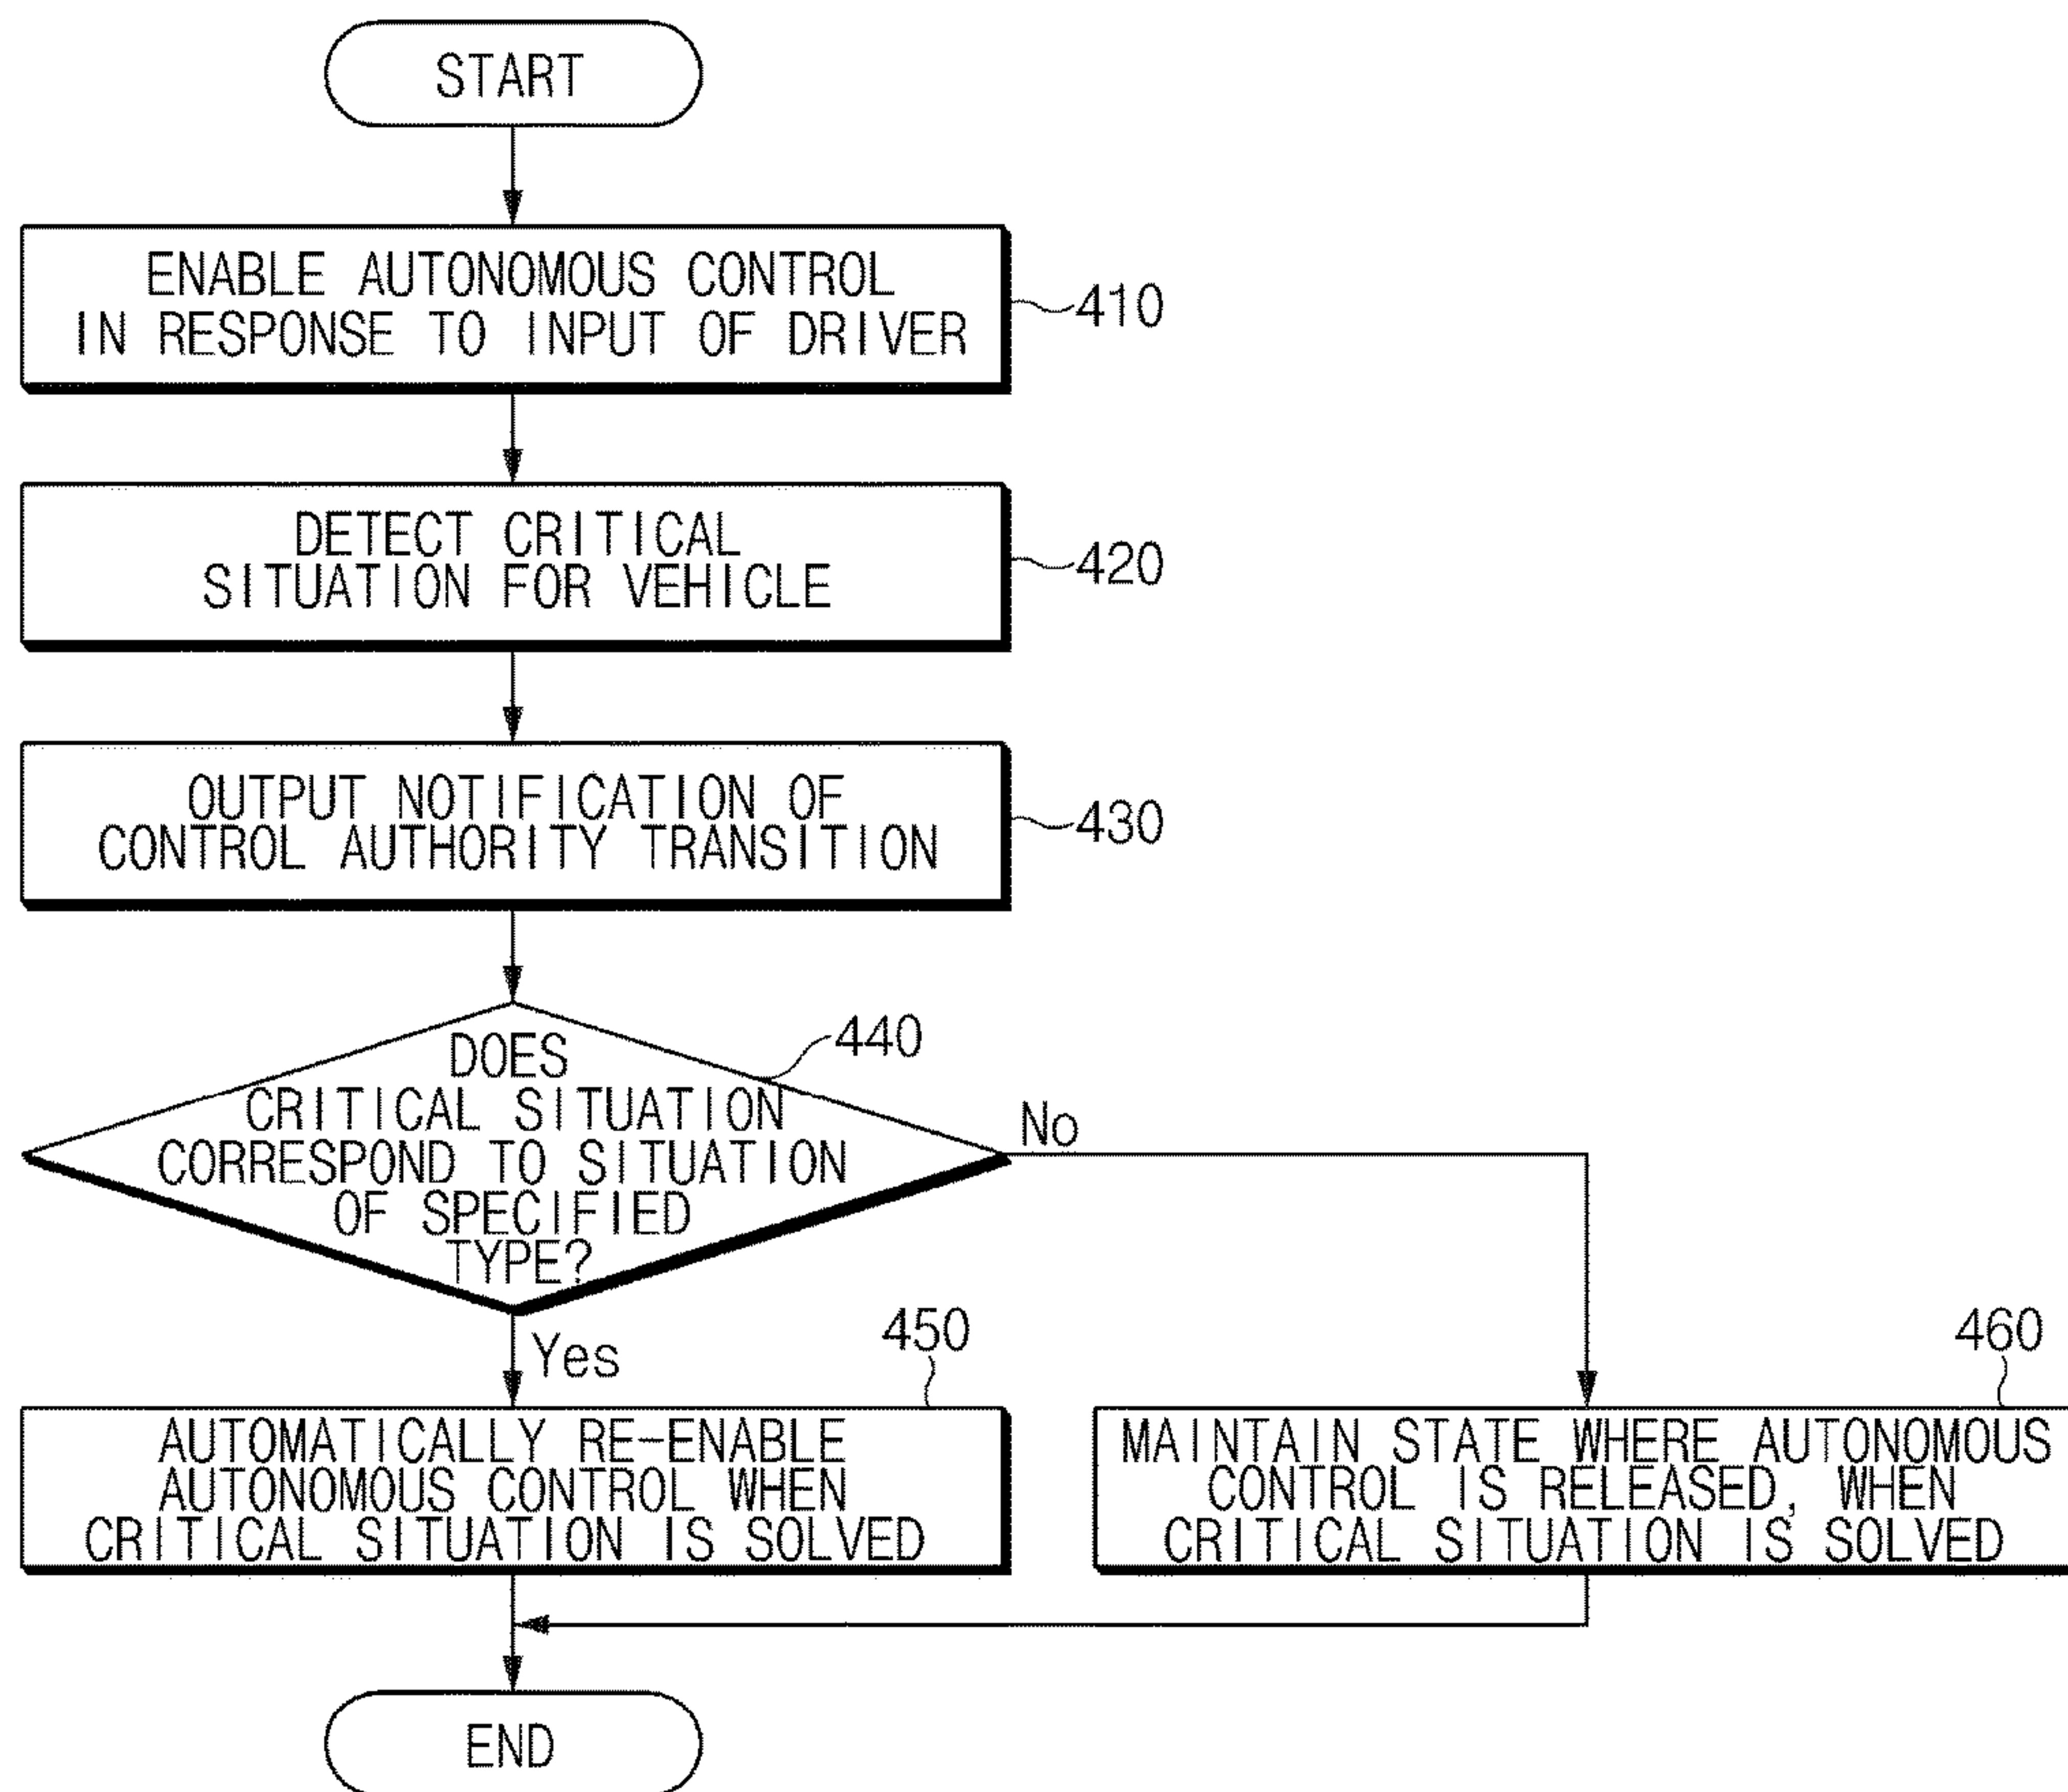 START
ENABLE AUTONOMOUS CONTROL
IN RESPONSE TO INPUT OF DRIVER
410
DETECT CRITICAL
SITUATION FOR VEHICLE
420
OUTPUT NOTIFICATION OF
CONTROL AUTHORITY TRANSITION
430
440
DOES
CRITICAL SITUATION
CORRESPOND TO SITUATION
OF SPECIFIED
TYPE?
No
Yes
450
AUTOMATICALLY RE-ENABLE
AUTONOMOUS CONTROL WHEN
CRITICAL SITUATION IS SOLVED
460
MAINTAIN STATE WHERE AUTONOMOUS
CONTROL IS RELEASED, WHEN
CRITICAL SITUATION IS SOLVED
END